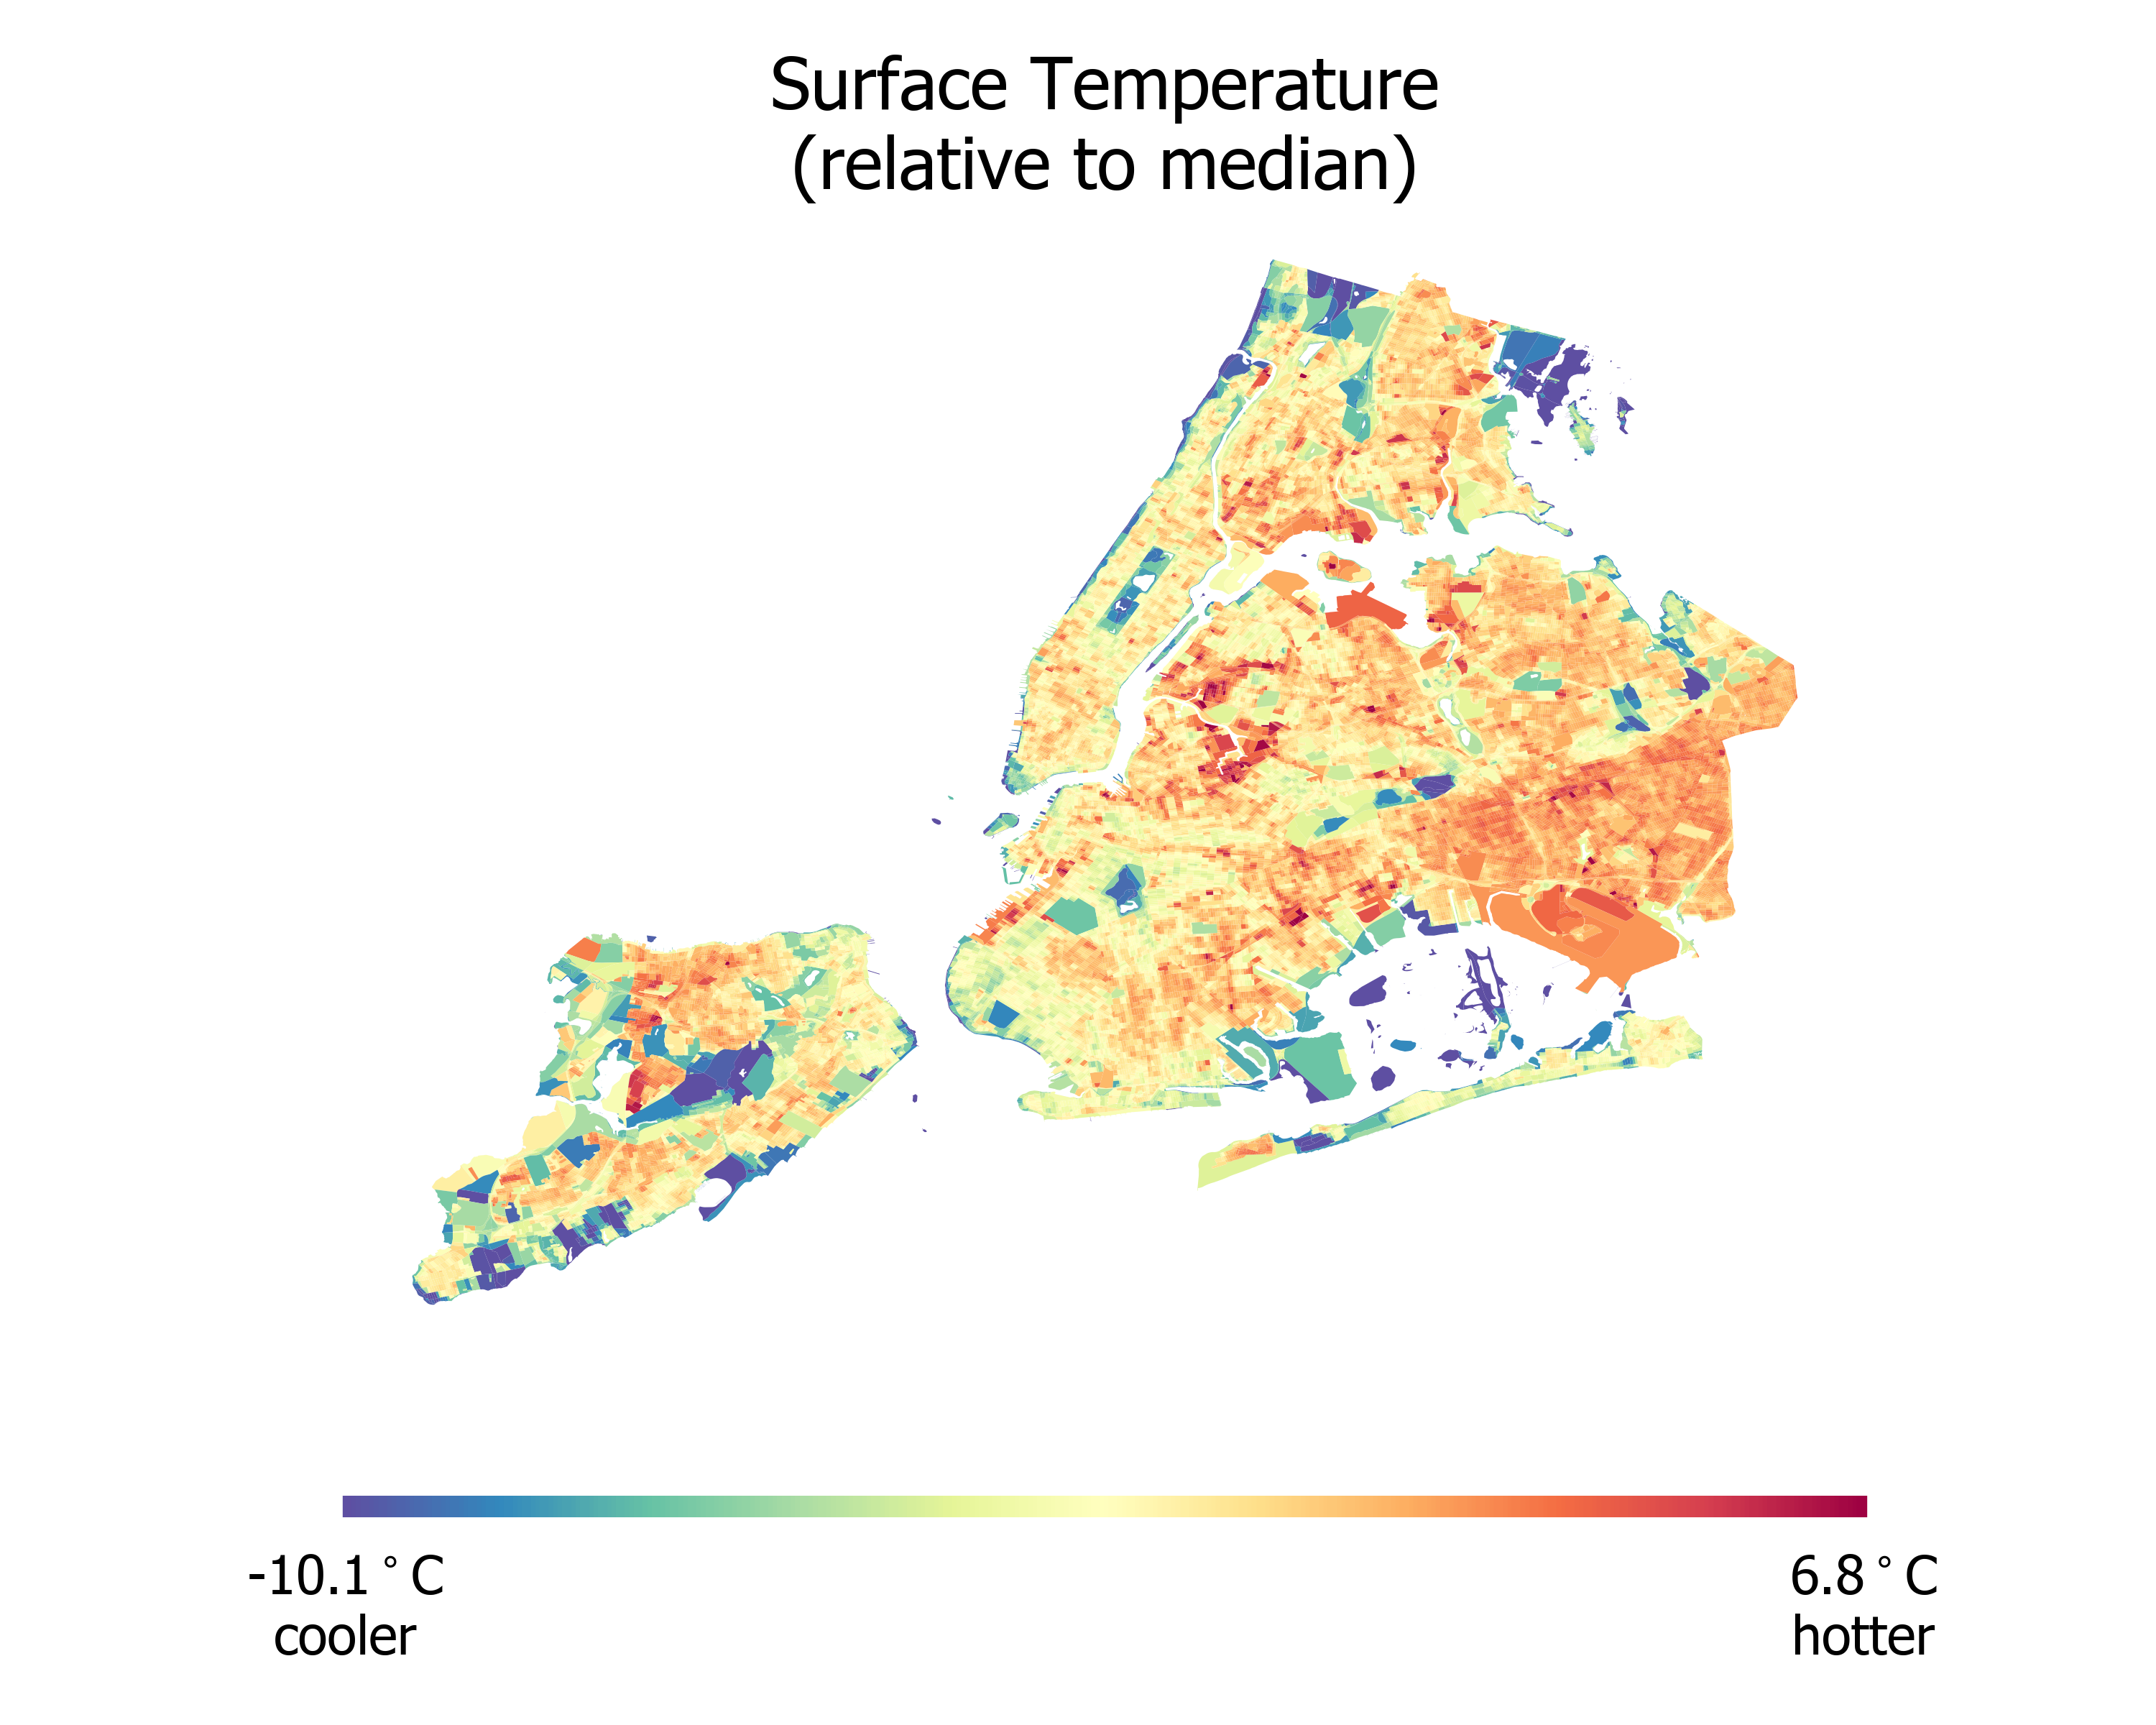 Surface Temperature
(relative to median)
-10.1°C
cooler
6.8°C
hotter